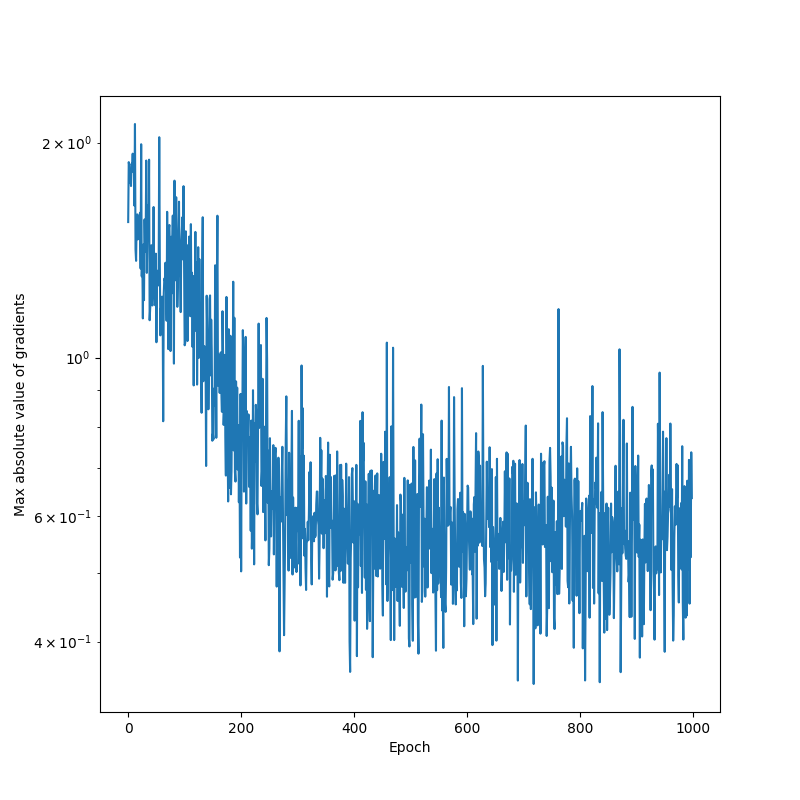 Max absolute value of gradients
2 × 10⁰
10⁰
6 × 10⁻¹
4 × 10⁻¹
0 200 400 600 800 1000
Epoch